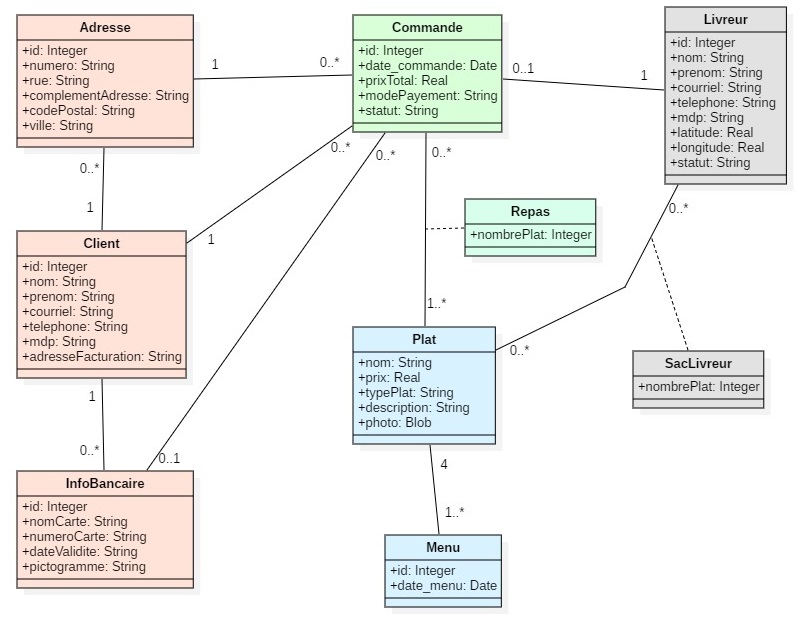 Adresse
+id: Integer
+numero: String
+rue: String
+complementAdresse: String
+codePostal: String
+ville: String
1
0..*
Commande
+id: Integer
+date_commande: Date
+prixTotal: Real
+modePayement: String
+statut: String
0..1
1
Livreur
+id: Integer
+nom: String
+prenom: String
+courriel: String
+telephone: String
+mdp: String
+latitude: Real
+longitude: Real
+statut: String
0..*
1
0..*
0..*
0..*
0..*
1
Repas
+nombrePlat: Integer
Client
+id: Integer
+nom: String
+prenom: String
+courriel: String
+telephone: String
+mdp: String
+adresseFacturation: String
1..*
Plat
+nom: String
+prix: Real
+typePlat: String
+description: String
+photo: Blob
0..*
SacLivreur
+nombrePlat: Integer
1
0..*
0..1
InfoBancaire
+id: Integer
+nomCarte: String
+numeroCarte: String
+dateValidite: String
+pictogramme: String
4
1..*
Menu
+id: Integer
+date_menu: Date